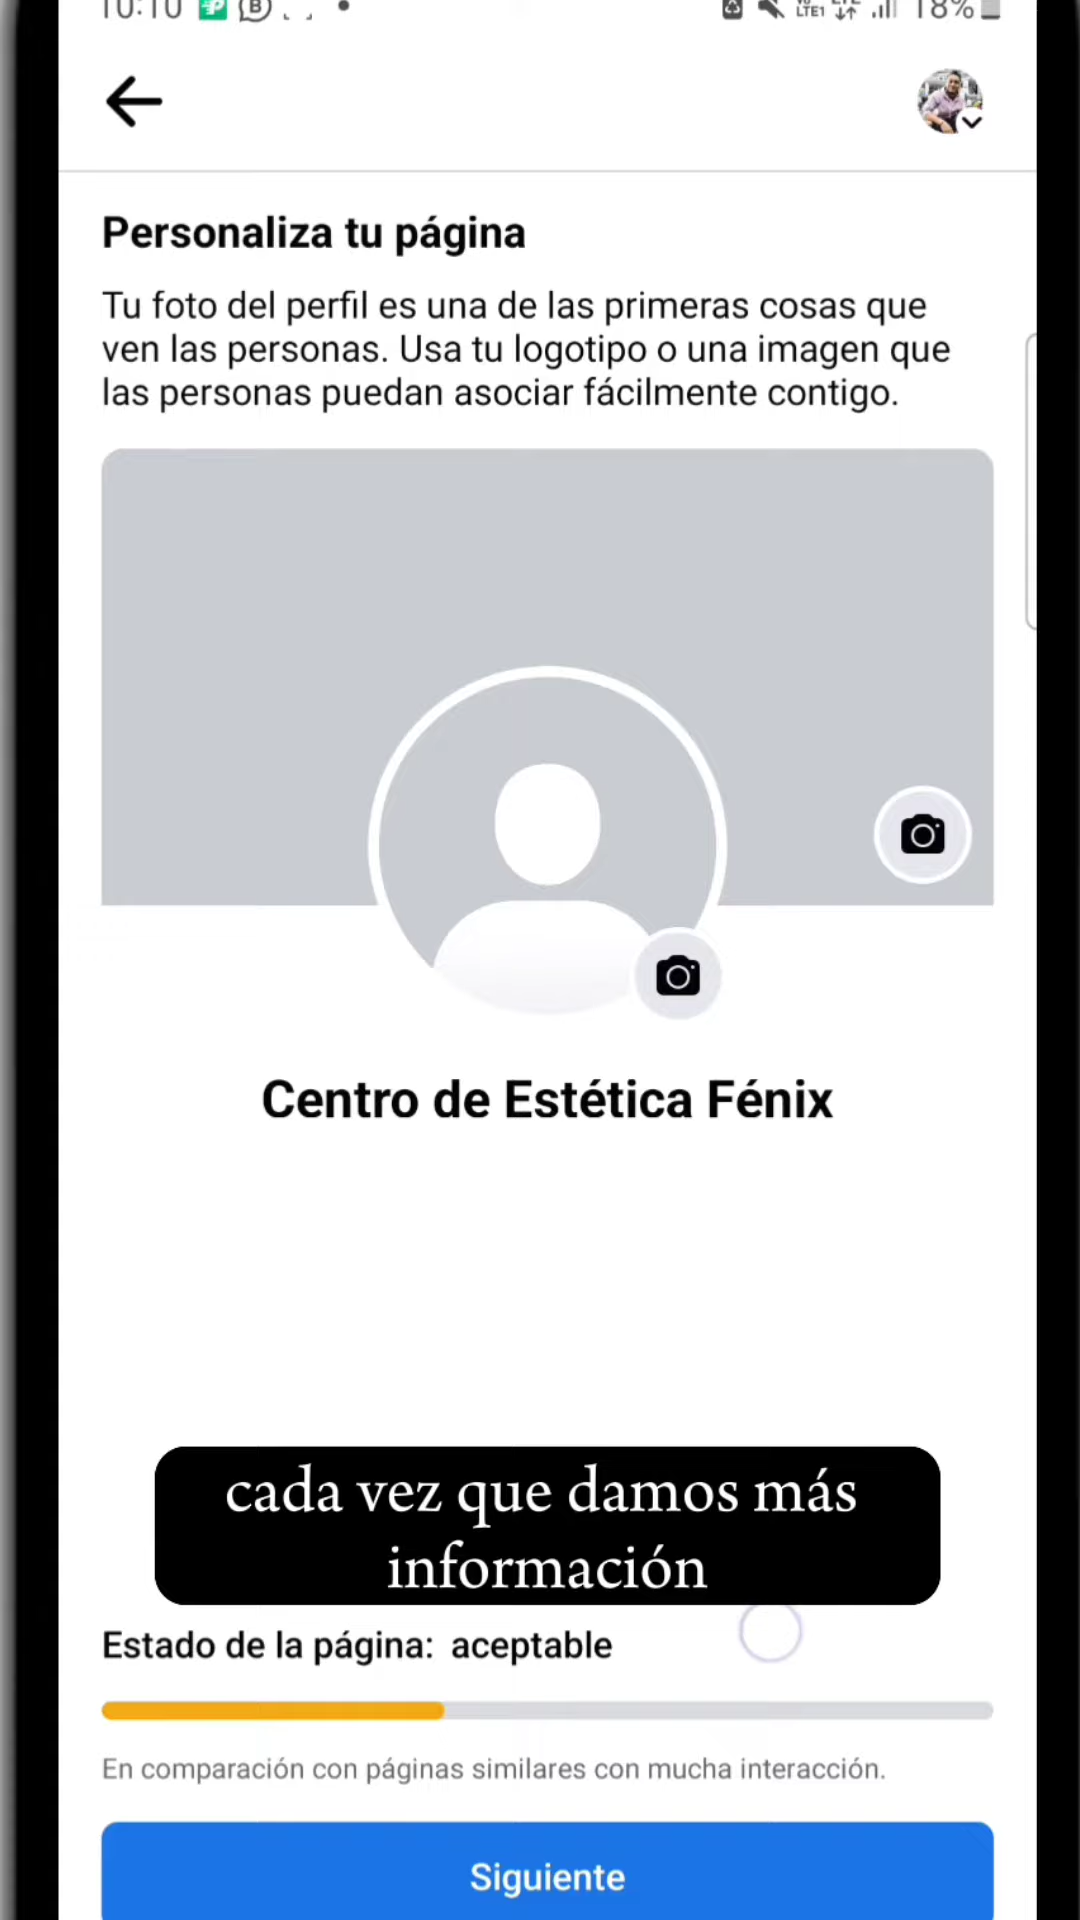 10:10
LTE1
18%
Personaliza tu página
Tu foto del perfil es una de las primeras cosas que
ven las personas. Usa tu logotipo o una imagen que
las personas puedan asociar fácilmente contigo.
Centro de Estética Fénix
cada vez que damos más
información
Estado de la página: aceptable
En comparación con páginas similares con mucha interacción.
Siguiente